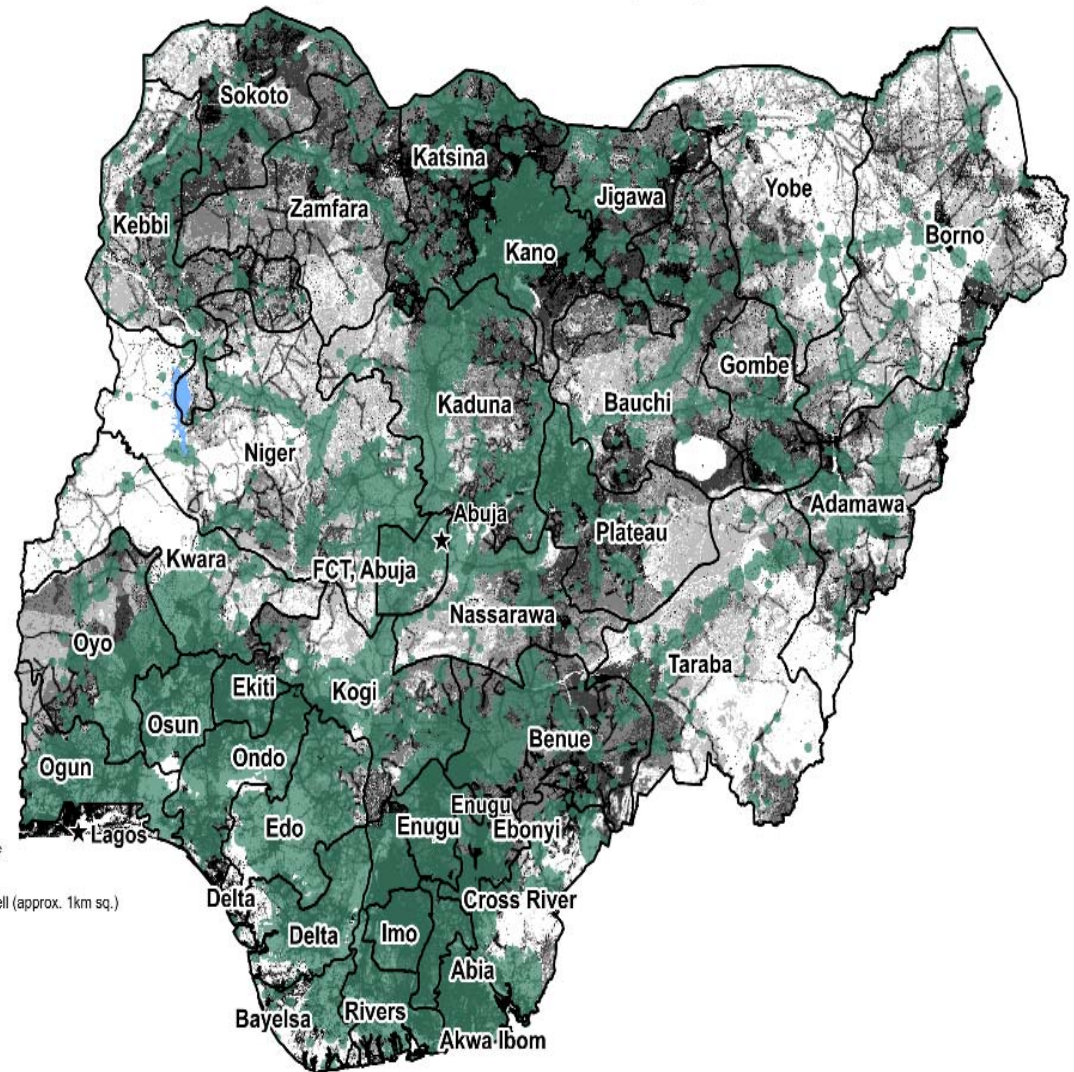 Sokoto
Katsina
Jigawa
Yobe
Zamfara
Kebbi
Borno
Kano
Gombe
Kaduna
Bauchi
Niger
Adamawa
Abuja
Plateau
Kwara
FCT, Abuja
Nassarawa
Oyo
Taraba
Ekiti
Kogi
Osun
Benue
Ondo
Ogun
Enugu
Edo
Enugu
Ebonyi
Lagos
Delta
Cross River
ell (approx. 1km sq.)
Delta
Imo
Abia
Bayelsa
Rivers
Akwa Ibom